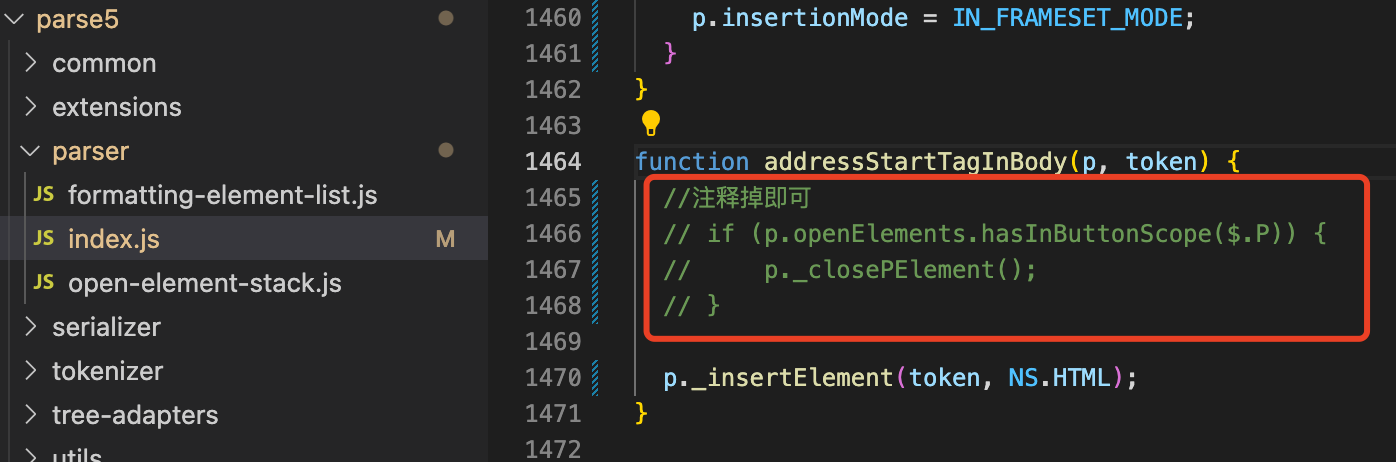 parse5
common
extensions
parser
JS formatting-element-list.js
JS index.js M
JS open-element-stack.js
serializer
tokenizer
tree-adapters
utils
1460 p.insertionMode = IN_FRAMESET_MODE;
1461 }
1462 }
1463
1464 function addressStartTagInBody(p, token) {
1465 //注释掉即可
1466 // if (p.openElements.hasInButtonScope($.P)) {
1467 //     p._closePElement();
1468 // }
1469
1470 p._insertElement(token, NS.HTML);
1471 }
1472